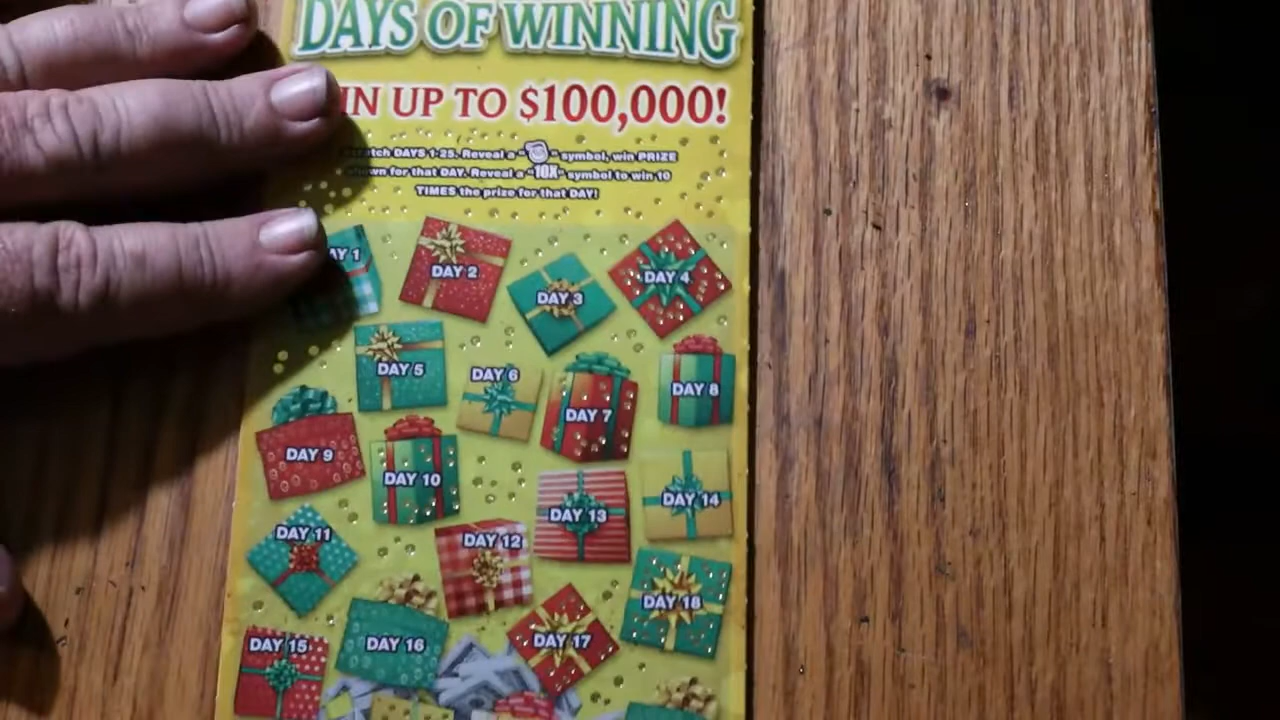 DAYS OF WINNING
IN UP TO $100,000!
Scratch DAYS 1-25. Reveal a " " symbol, win PRIZE
shown for that DAY. Reveal a "10X" symbol to win 10
TIMES the prize for that DAY!
AY 1
DAY 2
DAY 3
DAY 4
DAY 5
DAY 6
DAY 7
DAY 8
DAY 9
DAY 10
DAY 11
DAY 12
DAY 13
DAY 14
DAY 15
DAY 16
DAY 17
DAY 18